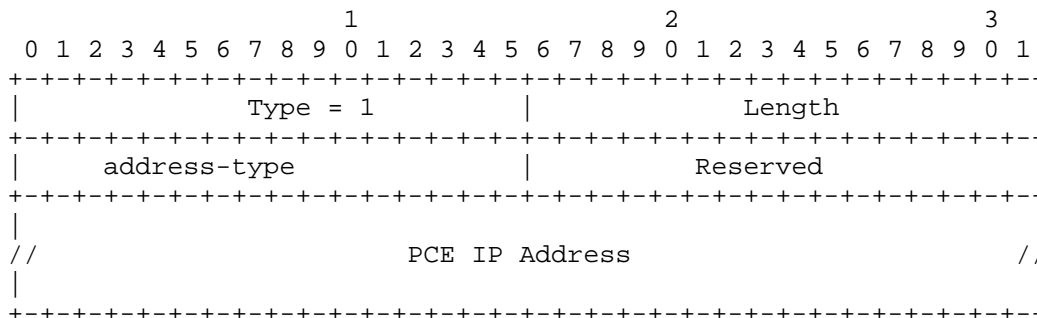 1                   2                   3
 0 1 2 3 4 5 6 7 8 9 0 1 2 3 4 5 6 7 8 9 0 1 2 3 4 5 6 7 8 9 0 1
+-+-+-+-+-+-+-+-+-+-+-+-+-+-+-+-+-+-+-+-+-+-+-+-+-+-+-+-+-+-+-+--
|              Type = 1         |             Length
+-+-+-+-+-+-+-+-+-+-+-+-+-+-+-+-+-+-+-+-+-+-+-+-+-+-+-+-+-+-+-+--
|     address-type              |          Reserved
+-+-+-+-+-+-+-+-+-+-+-+-+-+-+-+-+-+-+-+-+-+-+-+-+-+-+-+-+-+-+-+--
|
//                       PCE IP Address                        //
|
+-+-+-+-+-+-+-+-+-+-+-+-+-+-+-+-+-+-+-+-+-+-+-+-+-+-+-+-+-+-+-+--